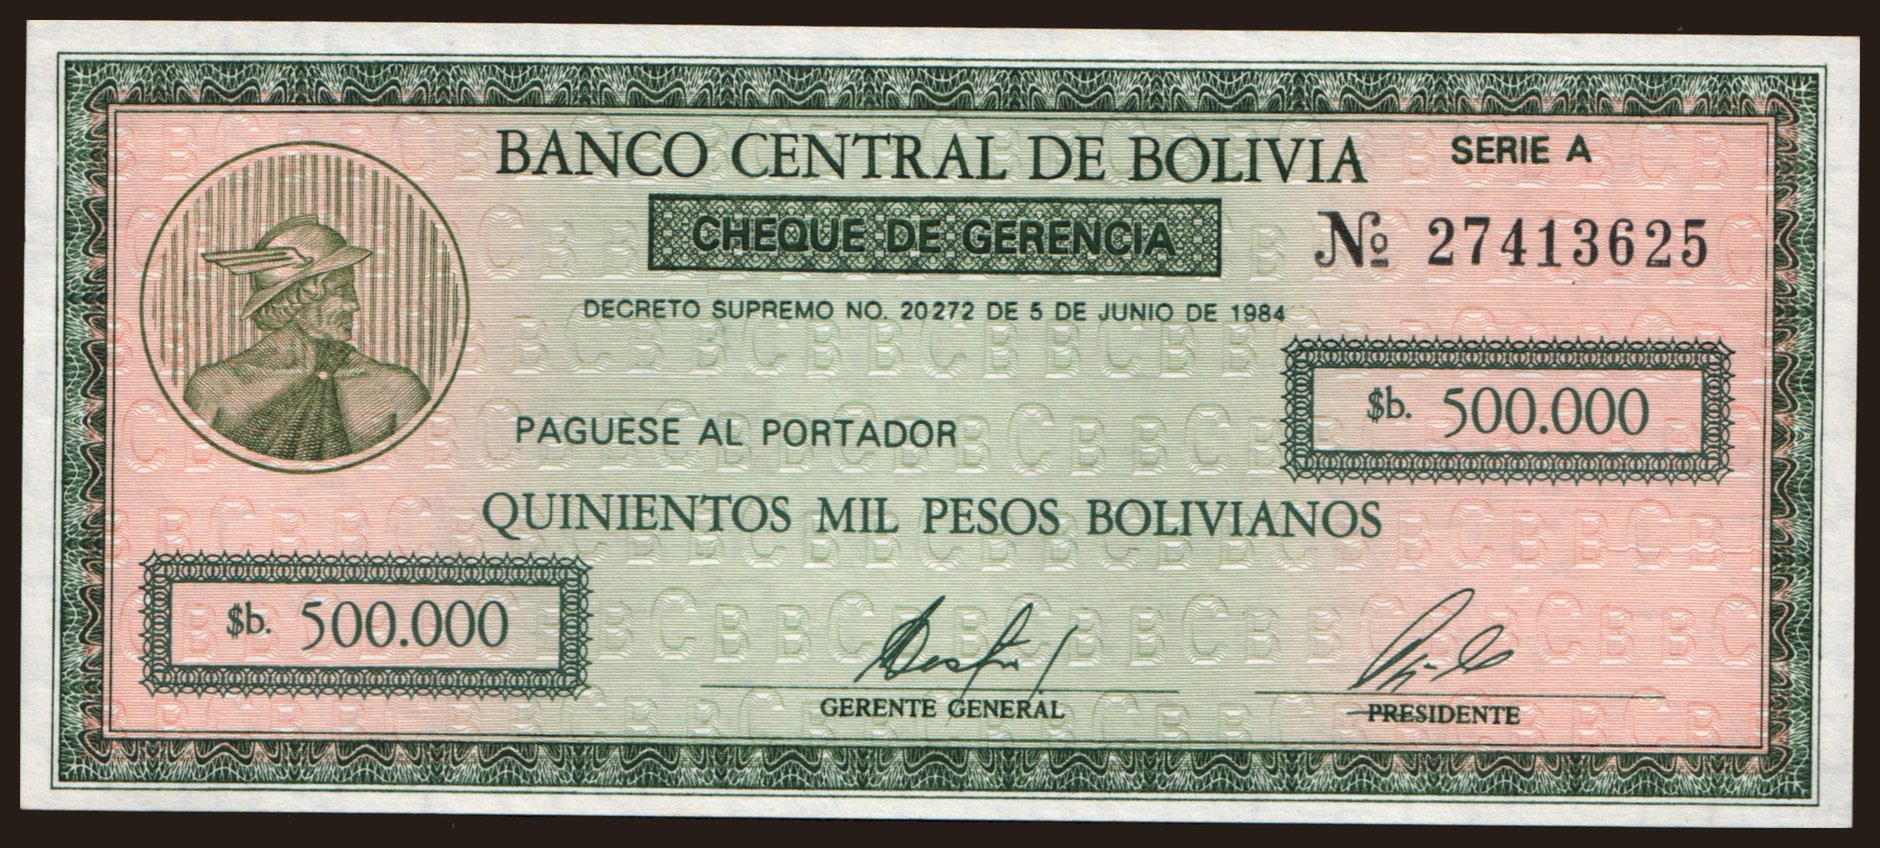 BANCO CENTRAL DE BOLIVIA
SERIE A
CHEQUE DE GERENCIA
Nº 27413625
DECRETO SUPREMO NO. 20272 DE 5 DE JUNIO DE 1984
$b. 500.000
PAGUESE AL PORTADOR
QUINIENTOS MIL PESOS BOLIVIANOS
$b. 500.000
GERENTE GENERAL
PRESIDENTE